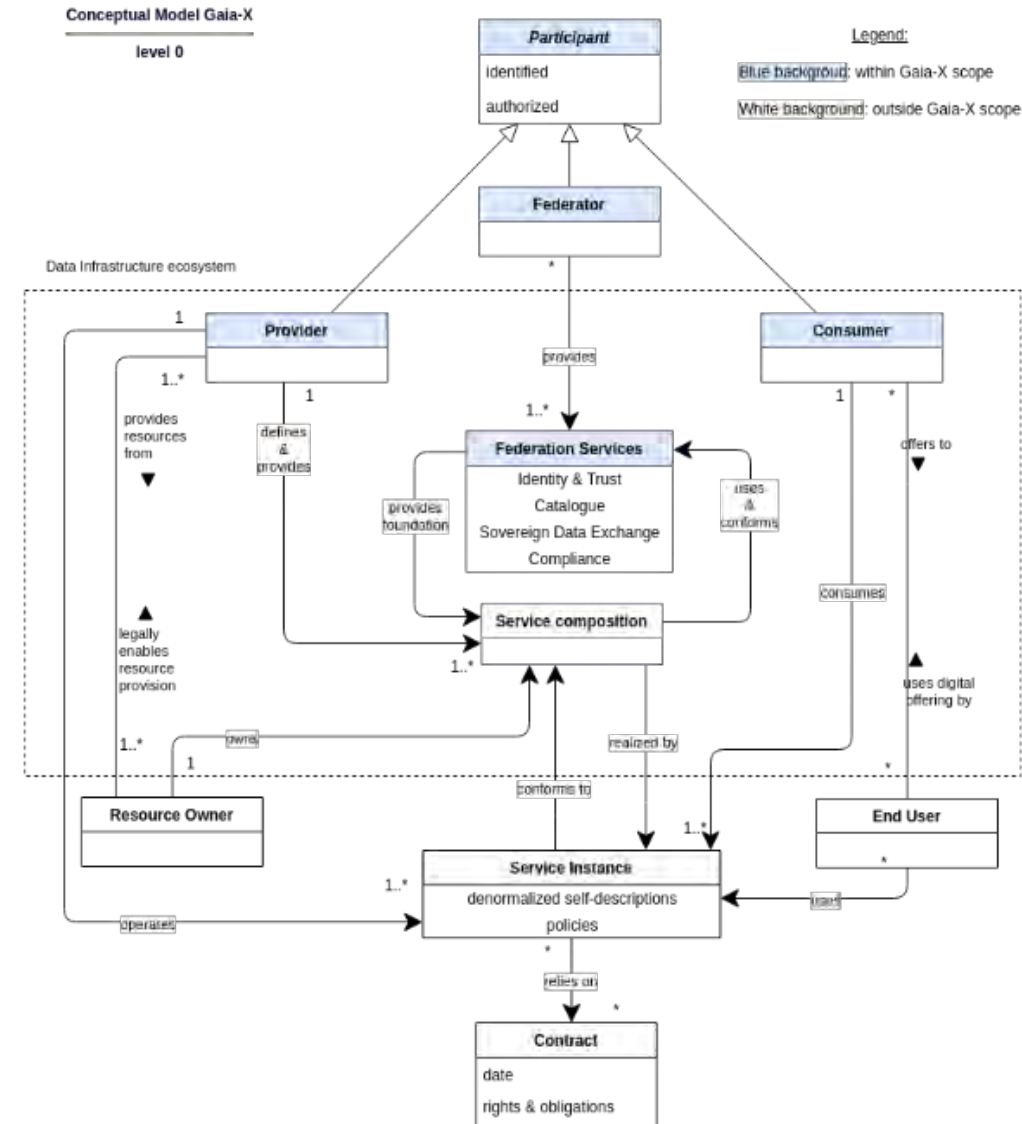 Conceptual Model Gaia-X
level 0
Legend:
Blue backgroud: within Gaia-X scope
White background: outside Gaia-X scope
Participant
identified
authorized
Federator
*
Data Infrastructure ecosystem
Provider
1
1..*
1
Consumer
1
*
provides
1..*
provides
resources
from
defines
&
provides
offers to
Federation Services
Identity & Trust
Catalogue
Sovereign Data Exchange
Compliance
provides
foundation
uses
&
conforms
consumes
Service composition
1..*
legally
enables
resource
provision
uses digital
offering by
1..*
owns
1
realized by
*
conforms to
Resource Owner
End User
*
1..*
Service Instance
denormalized self-descriptions
policies
1..*
operates
uses
*
relies on
*
Contract
date
rights & obligations